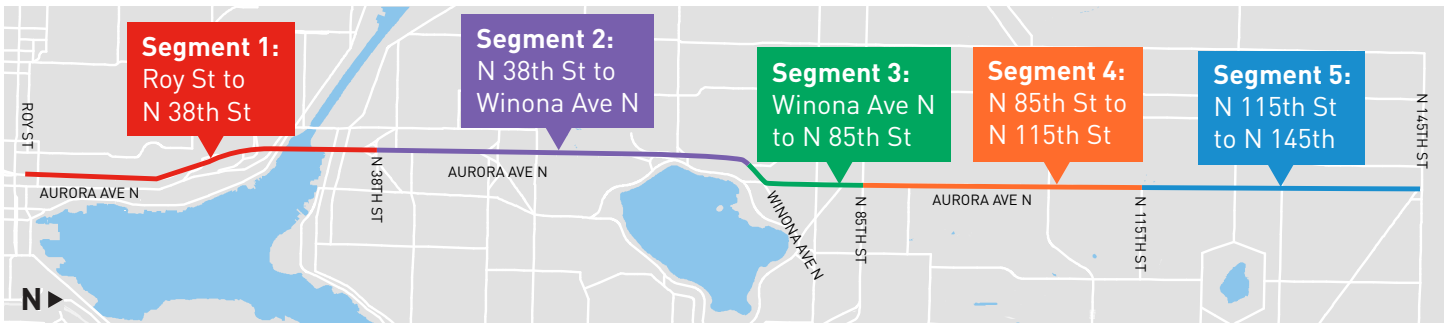 Segment 1:
Roy St to
N 38th St
Segment 2:
N 38th St to
Winona Ave N
Segment 3:
Winona Ave N
to N 85th St
Segment 4:
N 85th St to
N 115th St
Segment 5:
N 115th St
to N 145th
ROY ST
AURORA AVE N
N 38TH ST
AURORA AVE N
WINONA AVE N
N 85TH ST
AURORA AVE N
N 115TH ST
N 145TH ST
N